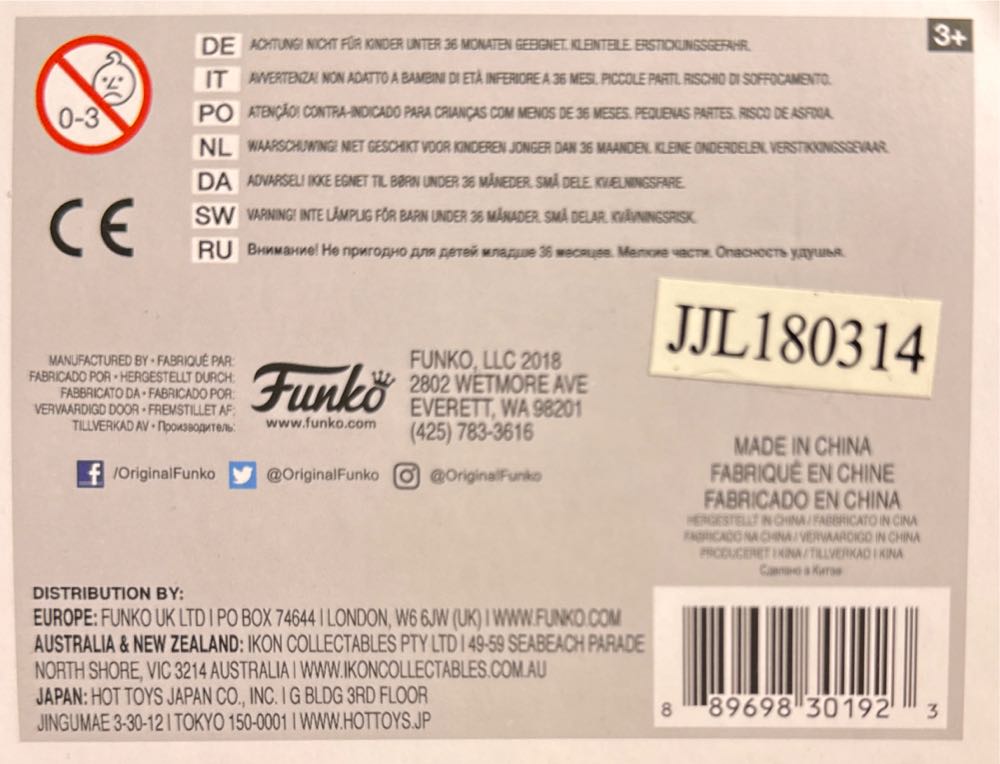 3+
0-3
DE ACHTUNG! NICHT FÜR KINDER UNTER 36 MONATEN GEEIGNET. KLEINTEILE. ERSTICKUNGSGEFAHR.
IT AVVERTENZA! NON ADATTO A BAMBINI DI ETÀ INFERIORE A 36 MESI. PICCOLE PARTI. RISCHIO DI SOFFOCAMENTO.
PO ATENÇÃO! CONTRA-INDICADO PARA CRIANÇAS COM MENOS DE 36 MESES. PEQUENAS PARTES. RISCO DE ASFIXIA.
NL WAARSCHUWING! NIET GESCHIKT VOOR KINDEREN JONGER DAN 36 MAANDEN. KLEINE ONDERDELEN. VERSTIKKINGSGEVAAR.
DA ADVARSEL! IKKE EGNET TIL BØRN UNDER 36 MÅNEDER. SMÅ DELE. KVÆLNINGSFARE.
SW VARNING! INTE LÄMPLIG FÖR BARN UNDER 36 MÅNADER. SMÅ DELAR. KVÄVNINGSRISK.
RU Внимание! Не пригодно для детей младше 36 месяцев. Мелкие части. Опасность удушья.
CE
JJL180314
MANUFACTURED BY • FABRIQUÉ PAR:
FABRICADO POR • HERGESTELLT DURCH:
FABBRICATO DA • FABRICADO POR:
VERVAARDIGD DOOR • FREMSTILLET AF:
TILLVERKAD AV • Производитель:
Funko
www.funko.com
FUNKO, LLC 2018
2802 WETMORE AVE
EVERETT, WA 98201
(425) 783-3616
/OriginalFunko @OriginalFunko @OriginalFunko
MADE IN CHINA
FABRIQUÉ EN CHINE
FABRICADO EN CHINA
HERGESTELLT IN CHINA / FABBRICATO IN CINA
FABRICADO NA CHINA / VERVAARDIGD IN CHINA
PRODUCERET I KINA / TILLVERKAD I KINA
Сделано в Китае
DISTRIBUTION BY:
EUROPE: FUNKO UK LTD | PO BOX 74644 | LONDON, W6 6JW (UK) | WWW.FUNKO.COM
AUSTRALIA & NEW ZEALAND: IKON COLLECTABLES PTY LTD | 49-59 SEABEACH PARADE
NORTH SHORE, VIC 3214 AUSTRALIA | WWW.IKONCOLLECTABLES.COM.AU
JAPAN: HOT TOYS JAPAN CO., INC. | G BLDG 3RD FLOOR
JINGUMAE 3-30-12 | TOKYO 150-0001 | WWW.HOTTOYS.JP
8 89698 30192 3